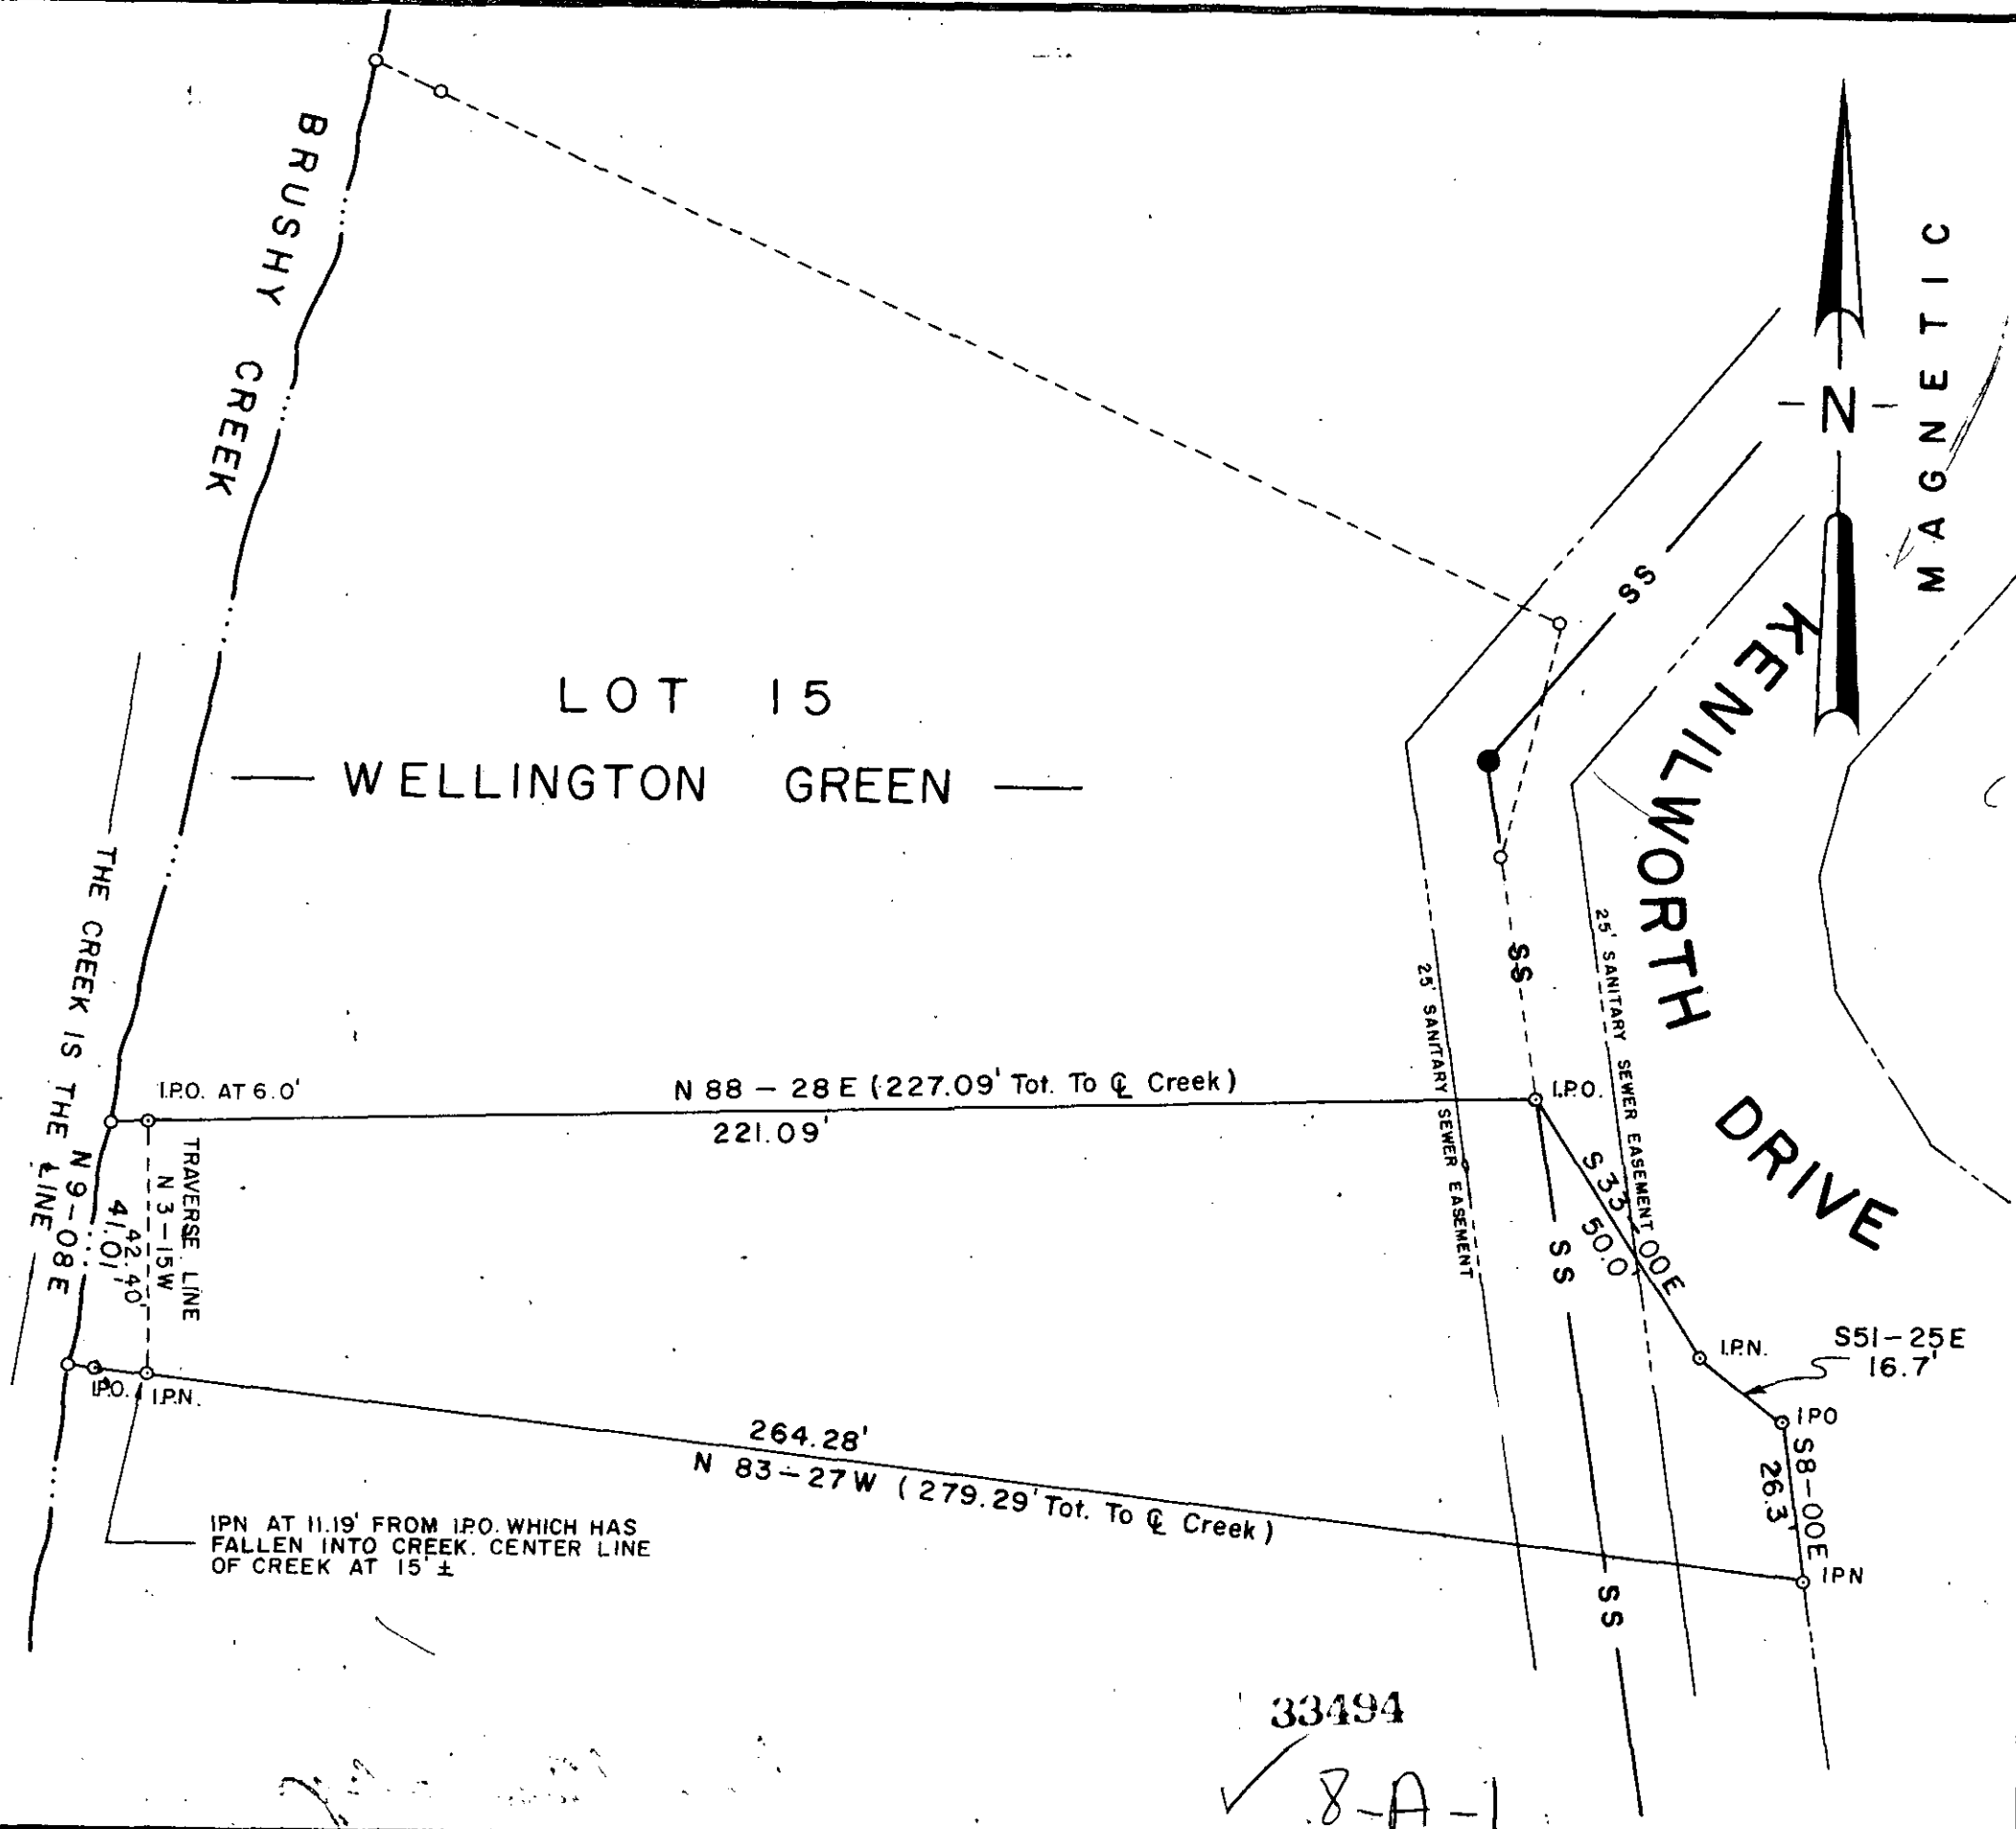 BRUSHY CREEK
MAGNETIC
N
SS
KENILWORTH DRIVE
LOT 15
WELLINGTON GREEN
THE CREEK IS THE LINE
N 9-08E
41.01'
I.P.O. AT 6.0'
N 88-28 E (227.09' Tot. To ℄ Creek)
221.09'
TRAVERSE LINE
N 3-15W
42.40'
SS
25' SANITARY SEWER EASEMENT
25' SANITARY SEWER EASEMENT
I.P.O.
S 33-00E
50.0'
SS
I.P.N.
S51-25E
16.7'
IPO
S8-00E
26.3'
IPN
I.P.O.
I.P.N.
264.28'
N 83-27W (279.29' Tot. To ℄ Creek)
IPN AT 11.19' FROM I.P.O. WHICH HAS
FALLEN INTO CREEK. CENTER LINE
OF CREEK AT 15' ±
SS
33494
8-A-1